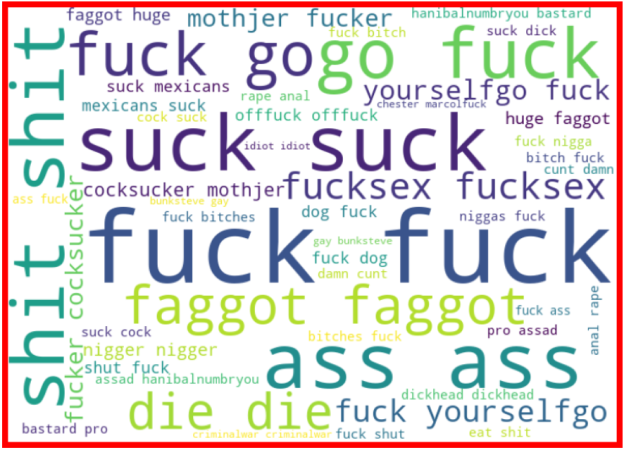 faggot huge
mothjer fucker
hanibalnumbryou bastard
shit shit
fuck go
go fuck
fuck bitch
suck dick
suck mexicans
rape anal
yourselfgo fuck
mexicans suck
cock suck
offfuck offfuck
chester marcolfuck
huge faggot
suck suck
idiot idiot
fuck nigga
bitch fuck
cunt damn
cocksucker mothjer
fucksex fucksex
ass fuck
bunksteve gay
fuck bitches
dog fuck
niggas fuck
fuck fuck
gay bunksteve
fuck dog
damn cunt
fucker cocksucker
faggot faggot
fuck ass
anal rape
suck cock
bitches fuck
pro assad
nigger nigger
shut fuck
ass ass
assad hanibalnumbryou
dickhead dickhead
die die
fuck yourselfgo
bastard pro
criminalwar criminalwar
fuck shut
eat shit